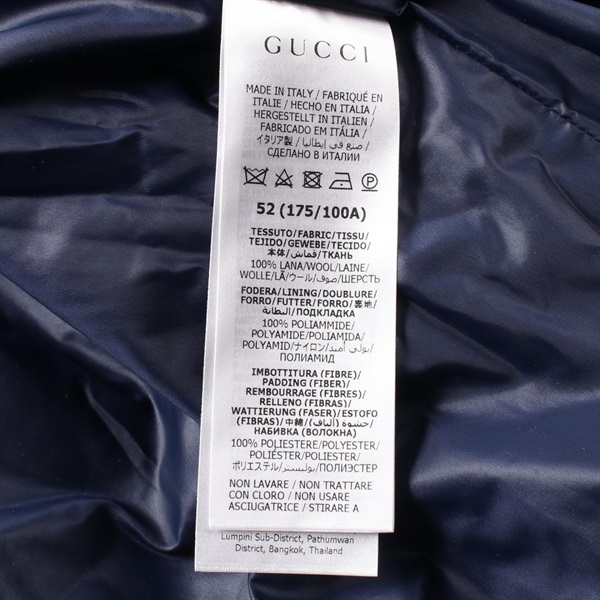 GUCCI
MADE IN ITALY / FABRIQUÉ EN
ITALIE / HECHO EN ITALIA /
HERGESTELLT IN ITALIEN /
FABRICADO EM ITÁLIA /
イタリア製 / صنع في إيطاليا /
СДЕЛАНО В ИТАЛИИ
52 (175/100A)
TESSUTO/FABRIC/TISSU/
TEJIDO/GEWEBE/TECIDO/
本体/قماش/ТКАНЬ
100% LANA/WOOL/LAINE/
WOLLE/LÃ/ウール/صوف/ШЕРСТЬ
FODERA/LINING/DOUBLURE/
FORRO/FUTTER/FORRO/裏地/
البطانة/ПОДКЛАДКА
100% POLIAMMIDE/
POLYAMIDE/POLIAMIDA/
POLYAMID/ナイロン/بولي أميد/
ПОЛИАМИД
IMBOTTITURA (FIBRE)/
PADDING (FIBER)/
REMBOURRAGE (FIBRES)/
RELLENO (FIBRAS)/
WATTIERUNG (FASER)/ESTOFO
(FIBRAS)/中綿/حشوة (ألياف)/
НАБИВКА (ВОЛОКНА)
100% POLIESTERE/POLYESTER/
POLIÉSTER/POLIESTER/
ポリエステル/بوليستر/ПОЛИЭСТЕР
NON LAVARE / NON TRATTARE
CON CLORO / NON USARE
ASCIUGATRICE / STIRARE A
Lumpini Sub-District, Pathumwan
District, Bangkok, Thailand